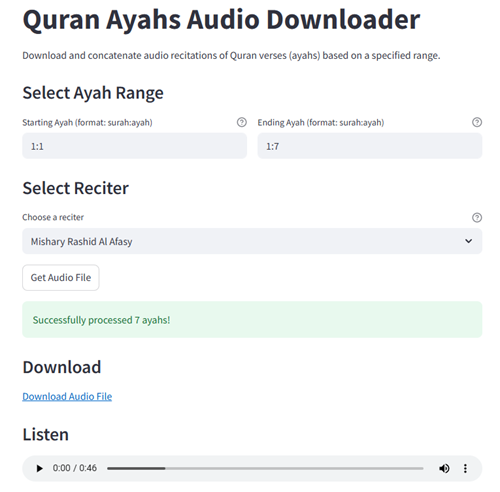 Quran Ayahs Audio Downloader
Download and concatenate audio recitations of Quran verses (ayahs) based on a specified range.
Select Ayah Range
Starting Ayah (format: surah:ayah)
Ending Ayah (format: surah:ayah)
1:1
1:7
Select Reciter
Choose a reciter
Mishary Rashid Al Afasy
Get Audio File
Successfully processed 7 ayahs!
Download
Download Audio File
Listen
0:00 / 0:46